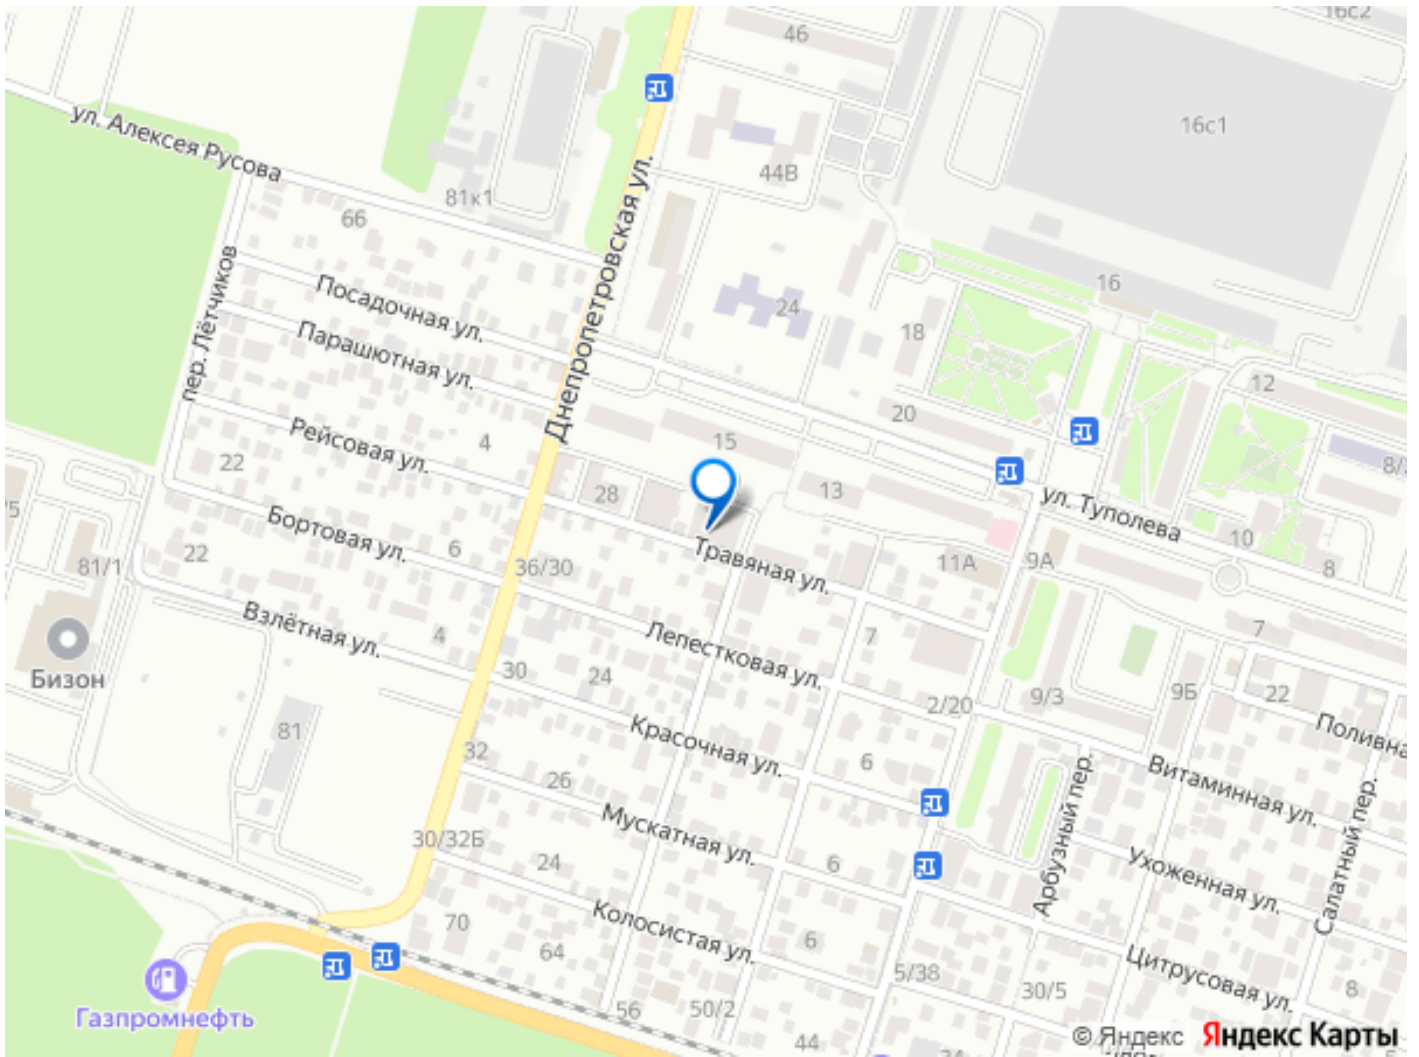 46
16с2
16с1
ул. Алексея Русова
81к1
44В
66
Днепропетровская ул.
пер. Лётчиков
Посадочная ул.
24
16
18
Парашютная ул.
12
20
Рейсовая ул.
4
15
22
28
13
ул. Туполева
Бортовая ул.
10
6
22
81/1
36/30
Травяная ул.
11А
9А
8
Взлётная ул.
4
Лепестковая ул.
7
7
Бизон
30
24
2/20
9/3
9Б
22
Поливна
81
32
Красочная ул.
6
26
Витаминная ул.
Арбузный пер.
Салатный пер.
30/32Б
Мускатная ул.
24
6
Ухоженная ул.
70
64
Колосистая ул.
6
5/38
Цитрусовая ул.
30/5
8
Газпромнефть
56
50/2
44
© Яндекс Яндекс Карты